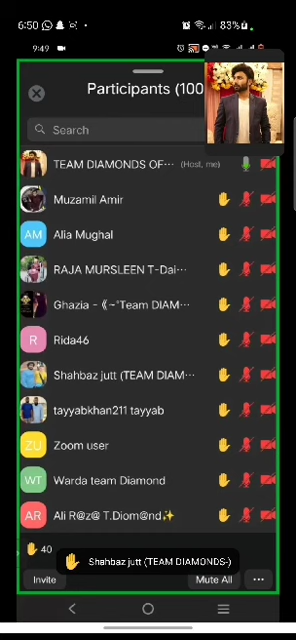 6:50
83%
9:49
Participants (100
Search
TEAM DIAMONDS OF··· (Host, me)
Muzamil Amir
AM
Alia Mughal
RAJA MURSLEEN T-Dai···
Ghazia - 《~"Team DIAM···
R
Rida46
Shahbaz jutt (TEAM DIAM···
tayyabkhan211 tayyab
ZU
Zoom user
WT
Warda team Diamond
AR
Ali R@z@ T.Diom@nd✨
40
Shahbaz jutt (TEAM DIAMONDS-)
Invite
Mute All
···